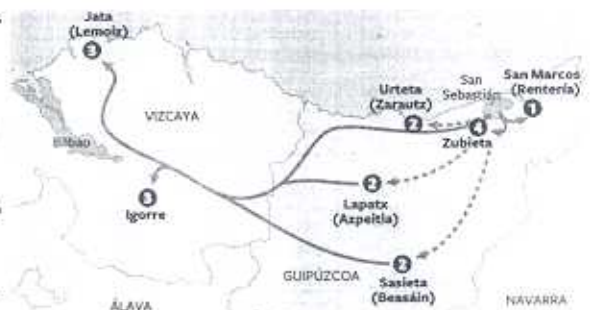 Jata
(Lemoiz)
3
VIZCAYA
Bilbao
3
Igorre
Urteta
(Zarautz)
2
San
Sebastián
San Marcos
(Rentería)
1
4
Zubieta
2
Lapatx
(Azpeitia)
2
Sasieta
(Beasáin)
GUIPÚZCOA
ÁLAVA
NAVARRA